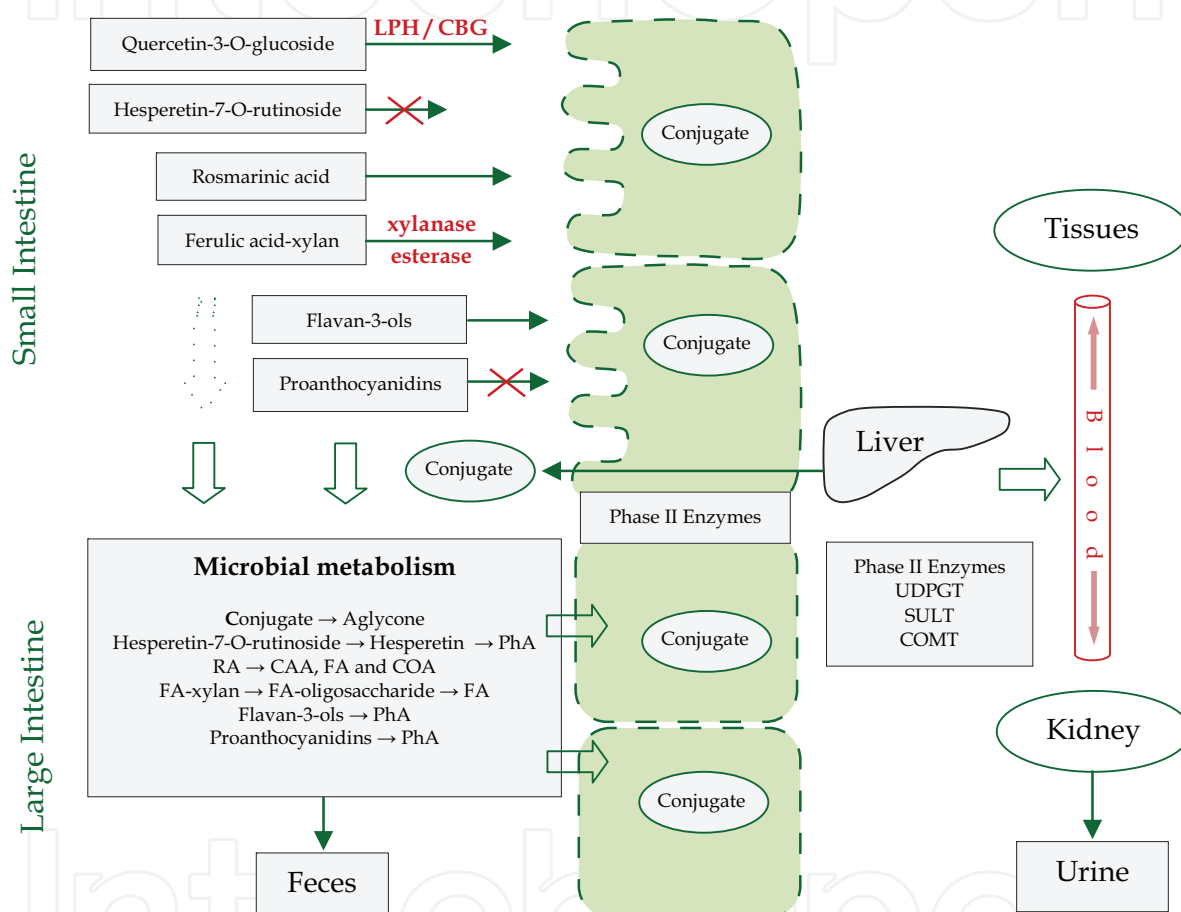 Small Intestine
Quercetin-3-O-glucoside
LPH / CBG
Hesperetin-7-O-rutinoside
Rosmarinic acid
Ferulic acid-xylan
xylanase
esterase
Conjugate
Flavan-3-ols
Proanthocyanidins
Conjugate
Conjugate
Liver
Tissues
Blood
Phase II Enzymes
Phase II Enzymes
UDPGT
SULT
COMT
Large Intestine
Microbial metabolism
Conjugate → Aglycone
Hesperetin-7-O-rutinoside → Hesperetin → PhA
RA → CAA, FA and COA
FA-xylan → FA-oligosaccharide → FA
Flavan-3-ols → PhA
Proanthocyanidins → PhA
Conjugate
Conjugate
Kidney
Feces
Urine